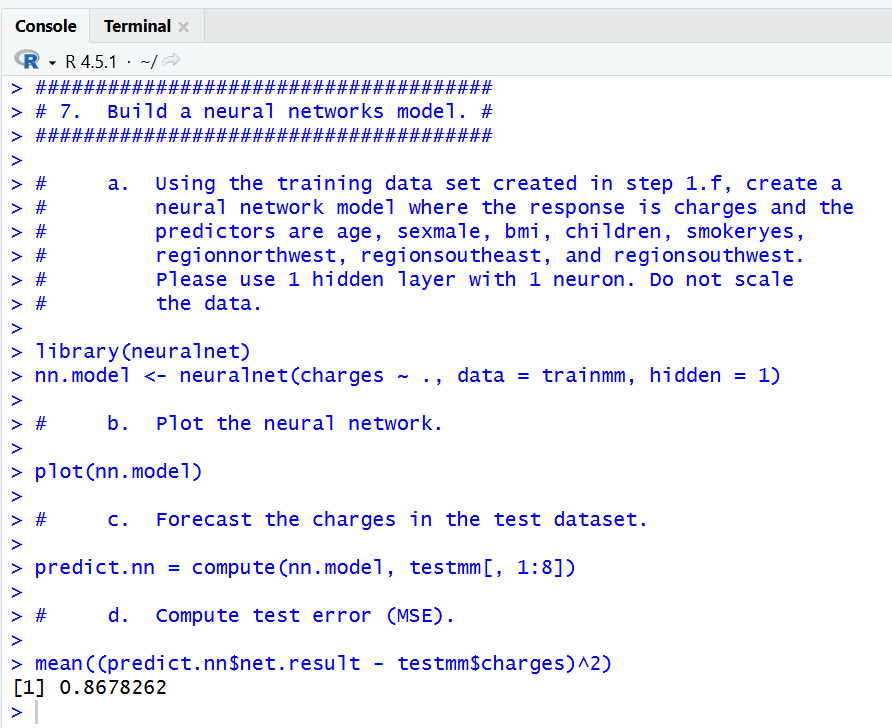 Console Terminal ×
R R 4.5.1 · ~/
> ######################################
> # 7.  Build a neural networks model. #
> ######################################
>
> #     a.  Using the training data set created in step 1.f, create a
> #         neural network model where the response is charges and the
> #         predictors are age, sexmale, bmi, children, smokeryes,
> #         regionnorthwest, regionsoutheast, and regionsouthwest.
> #         Please use 1 hidden layer with 1 neuron. Do not scale
> #         the data.
>
> library(neuralnet)
> nn.model <- neuralnet(charges ~ ., data = trainmm, hidden = 1)
>
> #     b.  Plot the neural network.
>
> plot(nn.model)
>
> #     c.  Forecast the charges in the test dataset.
>
> predict.nn = compute(nn.model, testmm[, 1:8])
>
> #     d.  Compute test error (MSE).
>
> mean((predict.nn$net.result - testmm$charges)^2)
[1] 0.8678262
>